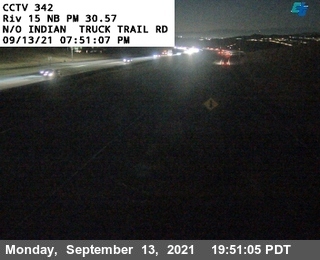 CCTV 342
Riv 15 NB PM 30.57
N/O INDIAN TRUCK TRAIL RD
09/13/21 07:51:07 PM
Monday, September 13, 2021 19:51:05 PDT